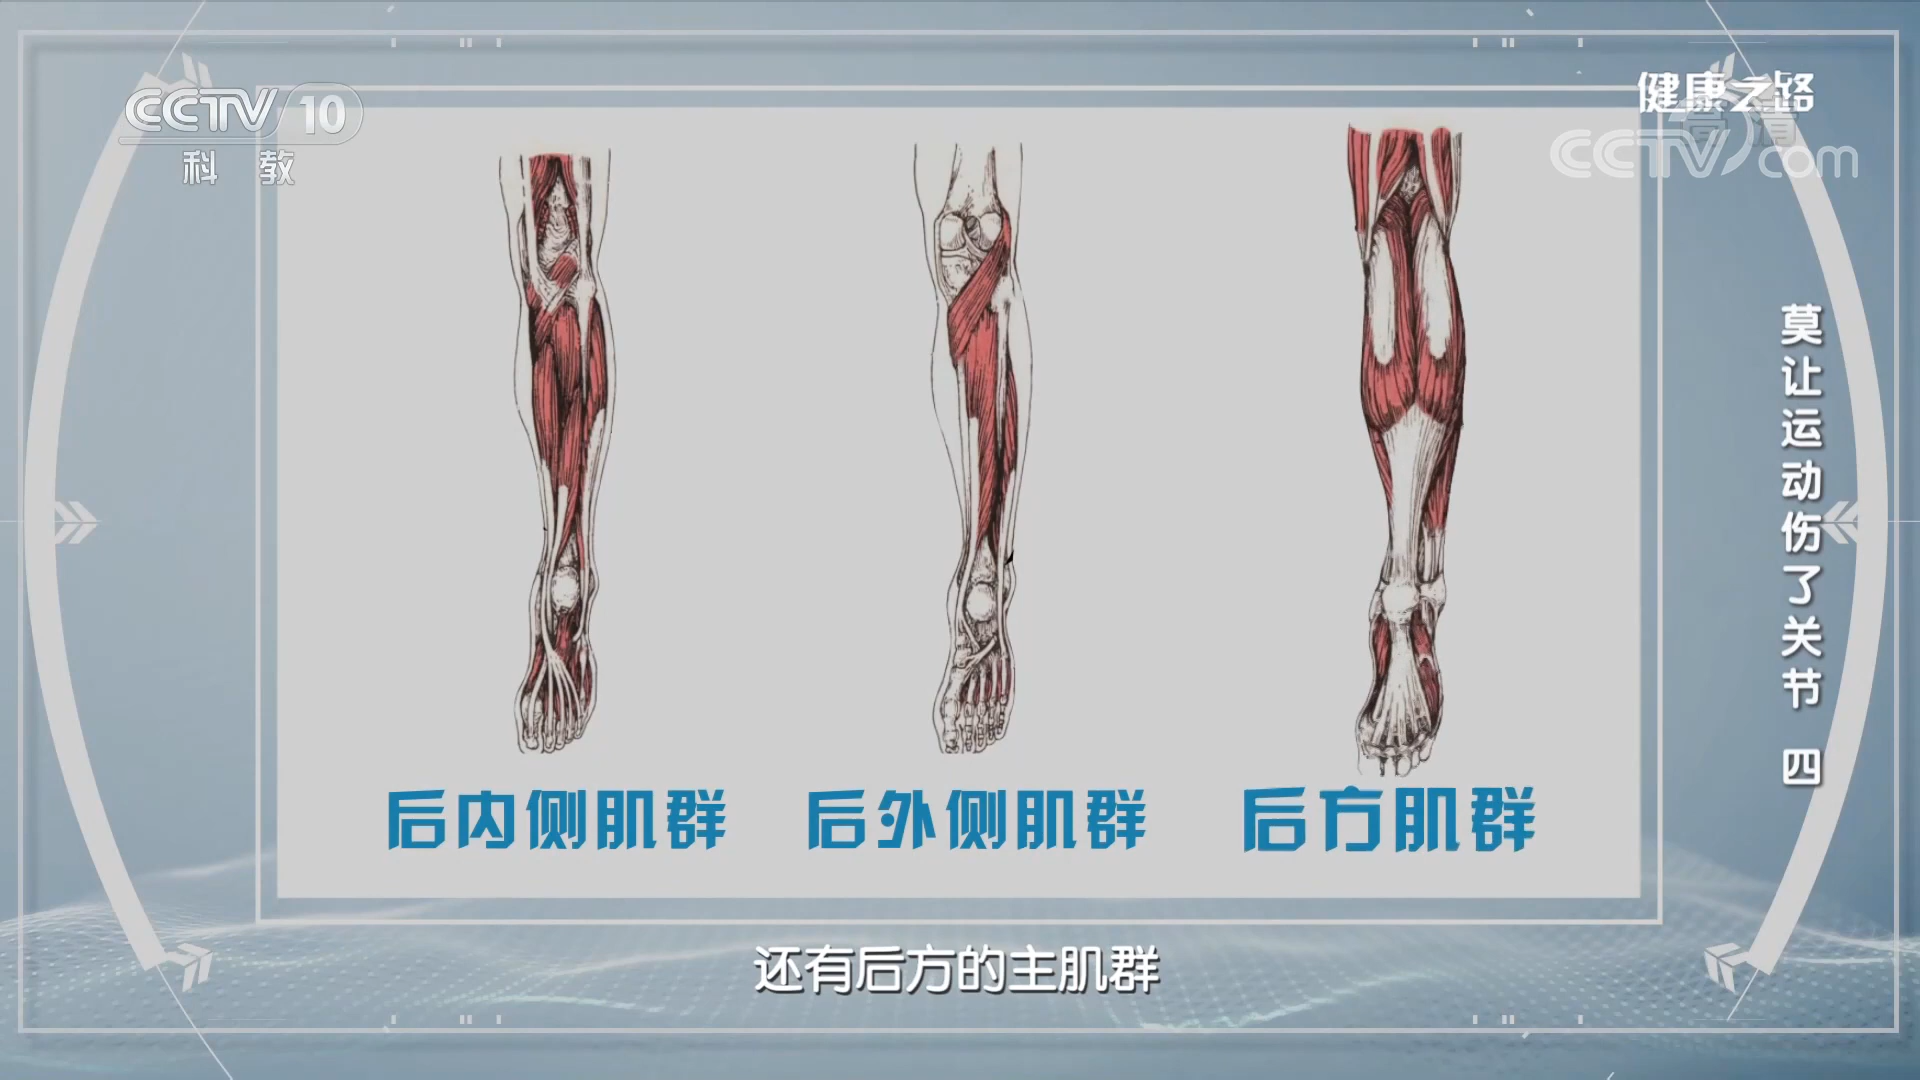 CCTV 10
科 教
健康之路
高清
CCTV.com
莫让运动伤了关节 四
后内侧肌群
后外侧肌群
后方肌群
还有后方的主肌群